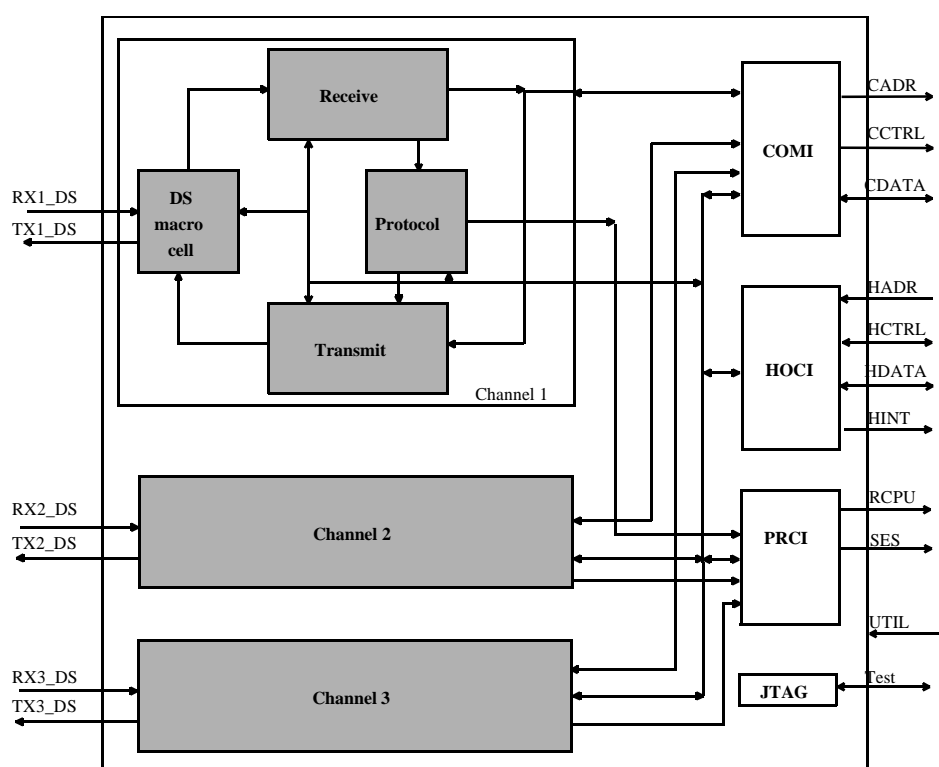 Receive
COMI
CADR
CCTRL
CDATA
RX1_DS
TX1_DS
DS
macro
cell
Protocol
Transmit
Channel 1
HOCI
HADR
HCTRL
HDATA
HINT
RX2_DS
TX2_DS
Channel 2
PRCI
RCPU
SES
UTIL
RX3_DS
TX3_DS
Channel 3
JTAG
Test